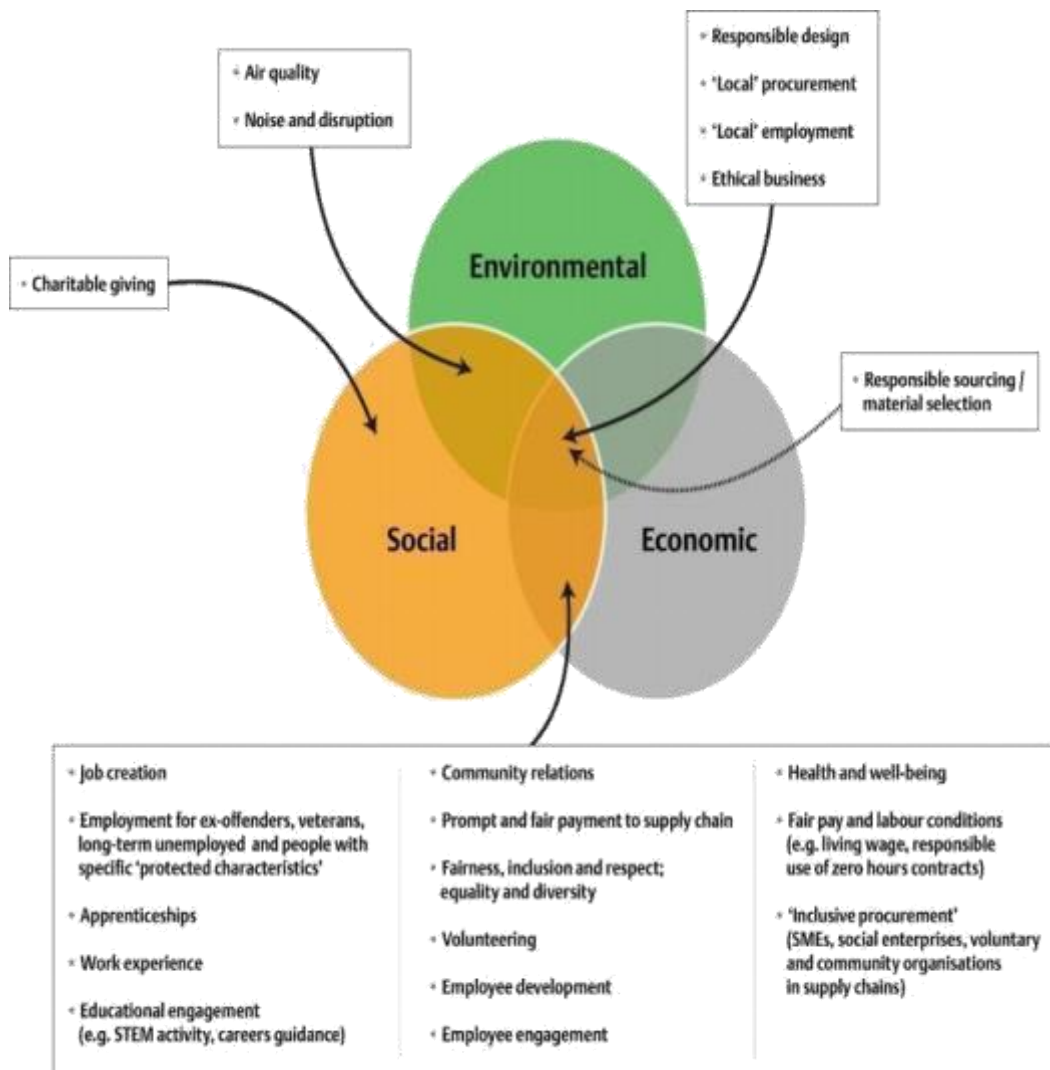 Responsible design
'Local' procurement
'Local' employment
Ethical business
Air quality
Noise and disruption
Environmental
Charitable giving
Responsible sourcing /
material selection
Social
Economic
Job creation
Employment for ex-offenders, veterans,
long-term unemployed and people with
specific 'protected characteristics'
Apprenticeships
Work experience
Educational engagement
(e.g. STEM activity, careers guidance)
Community relations
Prompt and fair payment to supply chain
Fairness, inclusion and respect;
equality and diversity
Volunteering
Employee development
Employee engagement
Health and well-being
Fair pay and labour conditions
(e.g. living wage, responsible
use of zero hours contracts)
'Inclusive procurement'
(SMEs, social enterprises, voluntary
and community organisations
in supply chains)